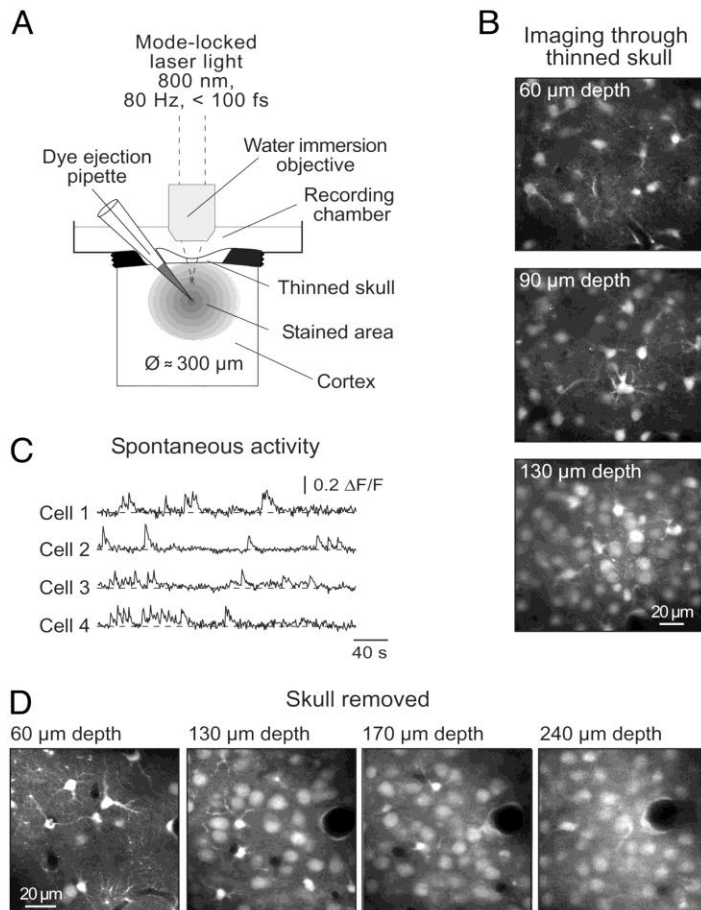 A
Mode-locked
laser light
800 nm,
80 Hz, < 100 fs
Dye ejection
pipette
Water immersion
objective
Recording
chamber
Thinned skull
Stained area
Ø ≈ 300 µm
Cortex
B
Imaging through
thinned skull
60 µm depth
90 µm depth
130 µm depth
20 µm
C
Spontaneous activity
0.2 ΔF/F
Cell 1
Cell 2
Cell 3
Cell 4
40 s
D
Skull removed
60 µm depth
130 µm depth
170 µm depth
240 µm depth
20 µm